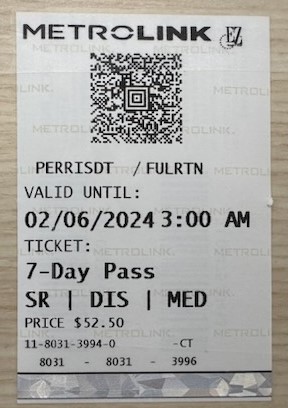 METROLINK EZ
PERRISDT / FULRTN
VALID UNTIL:
02/06/2024 3:00 AM
TICKET:
7-Day Pass
SR | DIS | MED
PRICE $52.50
11-8031-3994-0 -CT
8031 - 8031 - 3996